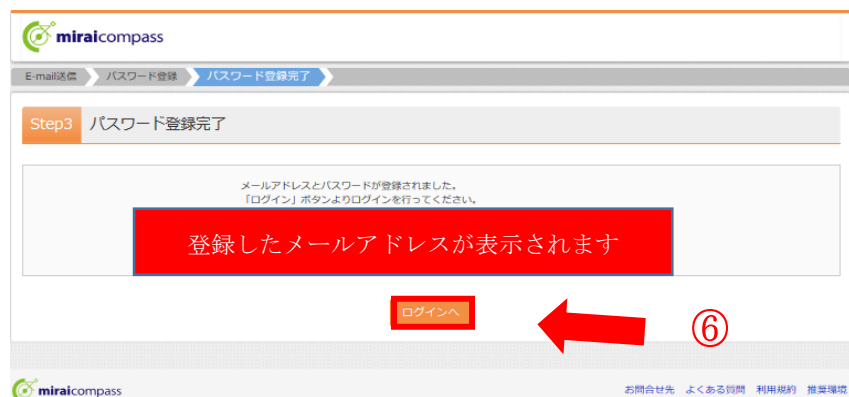 miraicompass
E-mail送信 パスワード登録 パスワード登録完了
Step3 パスワード登録完了
メールアドレスとパスワードが登録されました。
「ログイン」ボタンよりログインを行ってください。
登録したメールアドレスが表示されます
ログインへ
⑥
miraicompass お問合せ先 よくある質問 利用規約 推奨環境